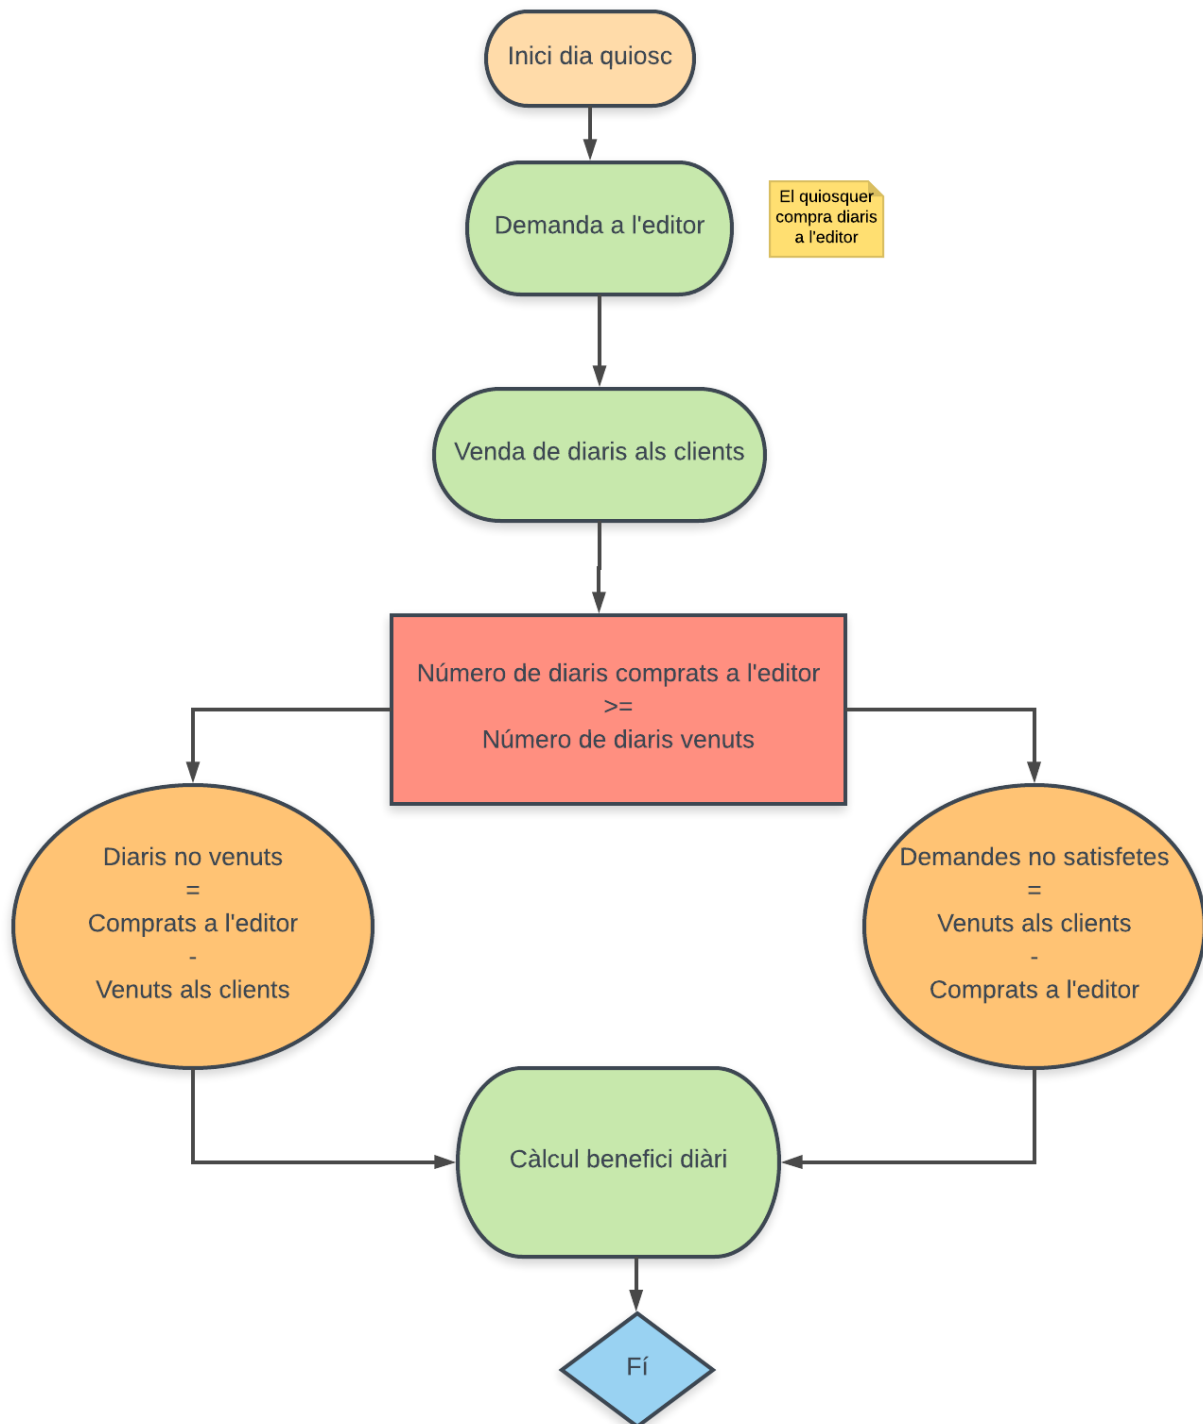 Inici dia quiosc
Demanda a l'editor
El quiosquer
compra diaris
a l'editor
Venda de diaris als clients
Número de diaris comprats a l'editor
>=
Número de diaris venuts
Diaris no venuts
=
Comprats a l'editor
-
Venuts als clients
Demandes no satisfetes
=
Venuts als clients
-
Comprats a l'editor
Càlcul benefici diàri
Fí